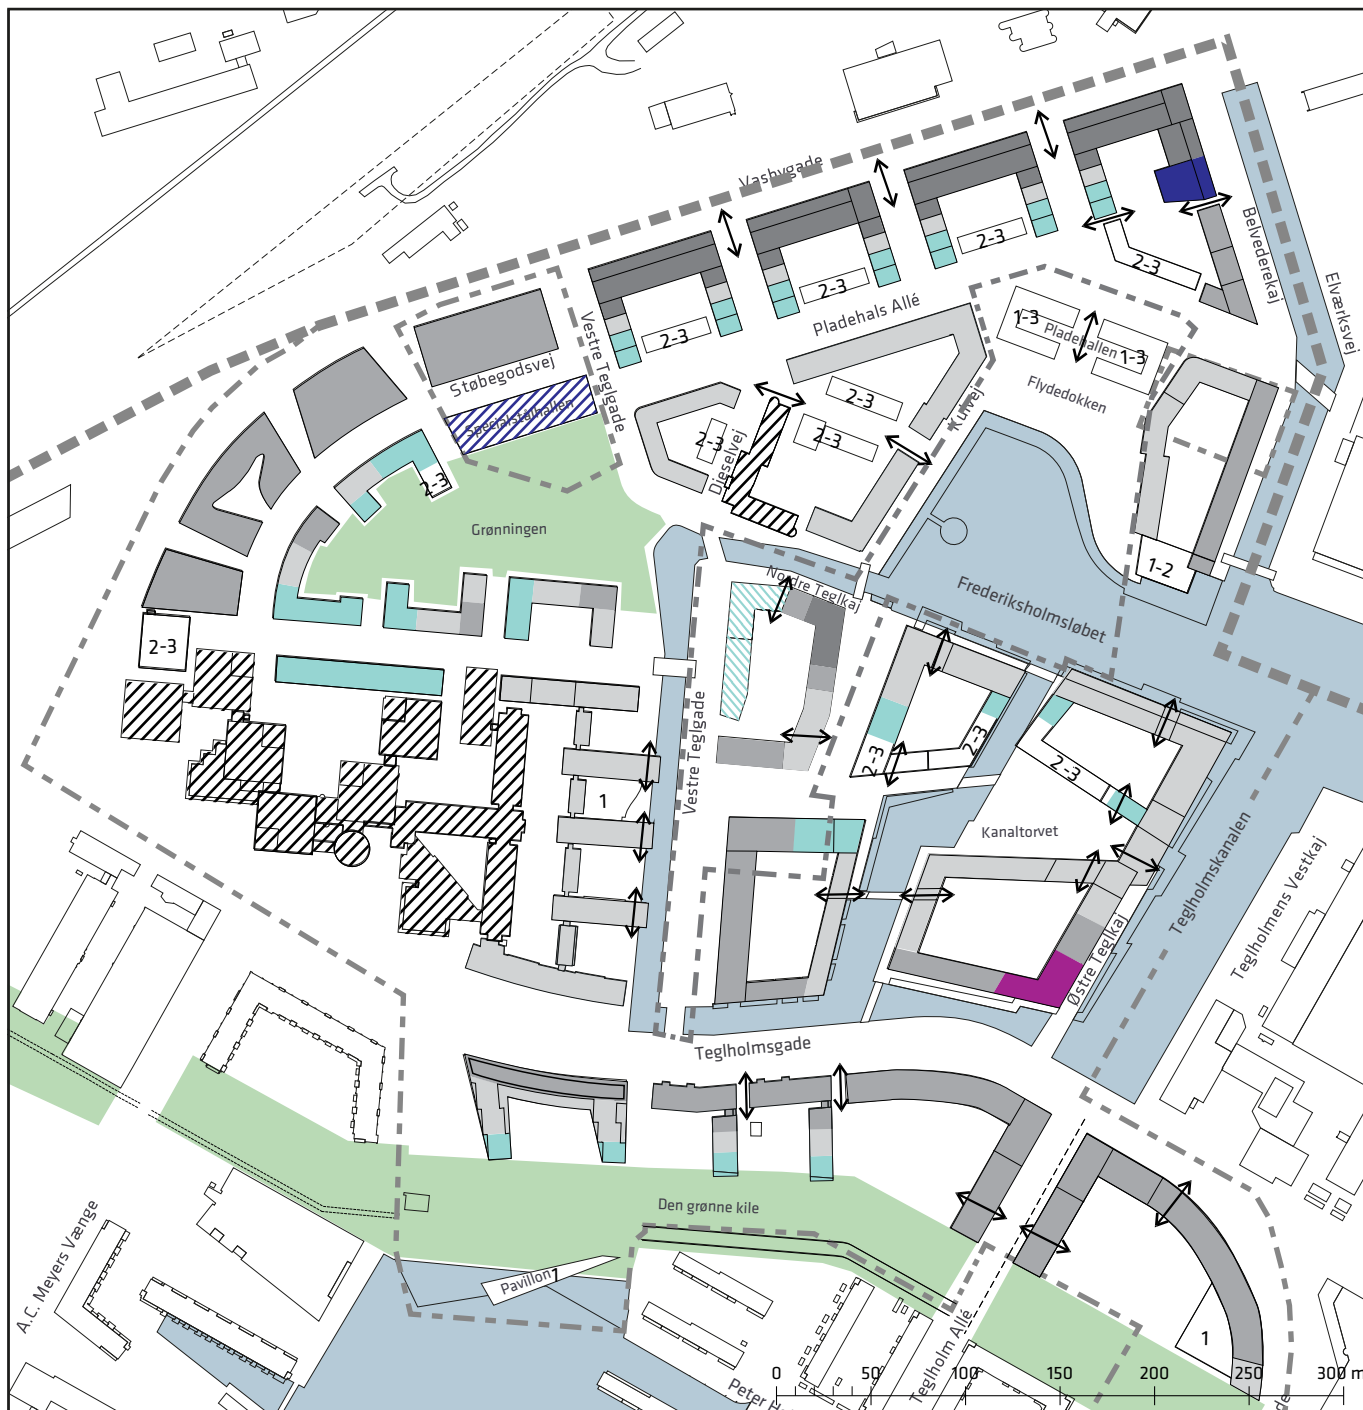 Vasbygade
2-3
Belvederekaj
Elværksvej
2-3
2-3
2-3
Pladehals Allé
1-3
Pladehallen
1-3
Vestre Teglgade
Støbegodsvej
2-3
Flydedokken
Specialstålhallen
2-3
2-3
2-3
Kulvej
Dieselvej
2-3
Grønningen
1-2
Nordre Teglkaj
Frederiksholmsløbet
2-3
Vestre Teglgade
2-3
2-3
2-3
1
Kanaltorvet
Teglholmskanalen
Teglholmens Vestkaj
Østre Teglkaj
Teglholmsgade
Den grønne kile
A.C. Meyers Vænge
Pavillon
1
Teglholm Allé
1
0 50 100 150 200 250 300 m